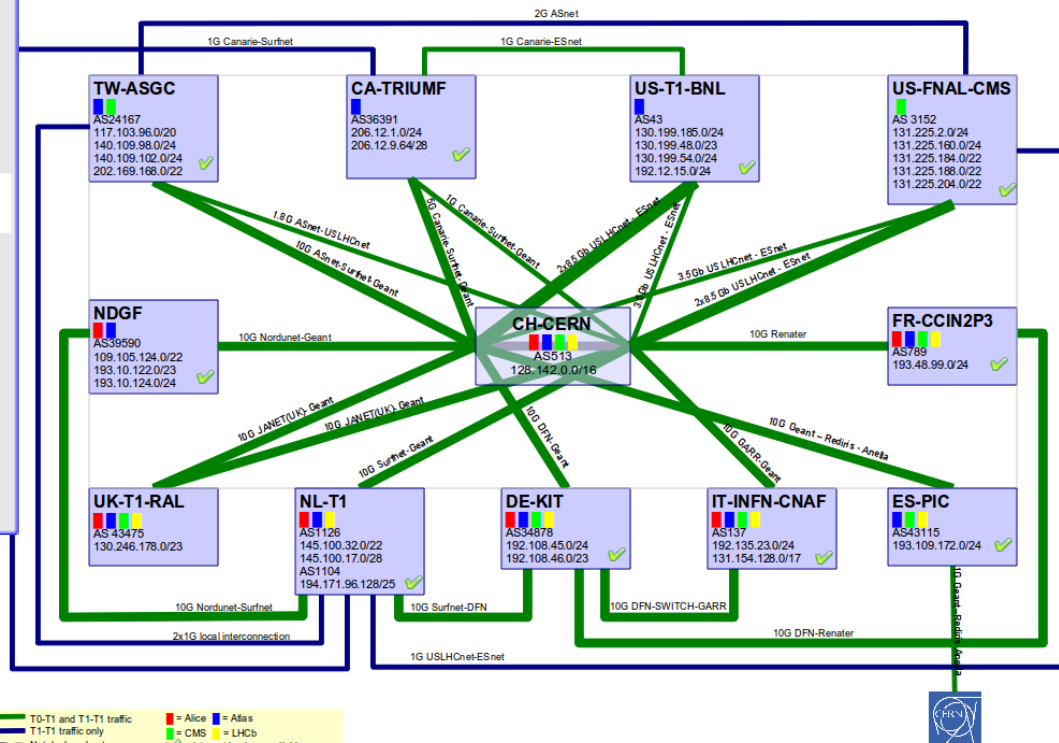 2G ASnet
1G Canarie-Surfnet
1G Canarie-ESnet
TW-ASGC
AS24167
117.103.96.0/20
140.109.98.0/24
140.109.102.0/24
202.169.168.0/22
CA-TRIUMF
AS36391
206.12.1.0/24
206.12.9.64/28
US-T1-BNL
AS43
130.199.185.0/24
130.199.48.0/23
130.199.54.0/24
192.12.15.0/24
US-FNAL-CMS
AS 3152
131.225.2.0/24
131.225.160.0/24
131.225.184.0/22
131.225.188.0/22
131.225.204.0/22
1.8G ASnet-USLHCnet
10G ASnet-Surfnet-Geant
5G Canarie-Surfnet-Geant
1G Canarie-Surfnet-Geant
2x8.5 Gb USLHCnet - ESnet
3.5Gb USLHCnet - ESnet
3.5Gb USLHCnet - ESnet
2x8.5 Gb USLHCnet - ESnet
NDGF
AS39590
109.105.124.0/22
193.10.122.0/23
193.10.124.0/24
10G Nordunet-Geant
CH-CERN
AS513
128.142.0.0/16
10G Renater
FR-CCIN2P3
AS789
193.48.99.0/24
10G JANET(UK)- Geant
10G JANET(UK)- Geant
10G Surfnet-Geant
10G DFN-Geant
10G GARR-Geant
10G Geant – Rediris - Anella
UK-T1-RAL
AS 43475
130.246.178.0/23
NL-T1
AS1126
145.100.32.0/22
145.100.17.0/28
AS1104
194.171.96.128/25
DE-KIT
AS34878
192.108.45.0/24
192.108.46.0/23
IT-INFN-CNAF
AS137
192.135.23.0/24
131.154.128.0/17
ES-PIC
AS43115
193.109.172.0/24
10G Nordunet-Surfnet
10G Surfnet-DFN
10G DFN-SWITCH-GARR
2x1G local interconnection
10G DFN-Renater
1G USLHCnet-ESnet
1G Geant – Rediris-Anella
CERN
T0-T1 and T1-T1 traffic
T1-T1 traffic only
= Alice
= Atlas
= CMS
= LHCb